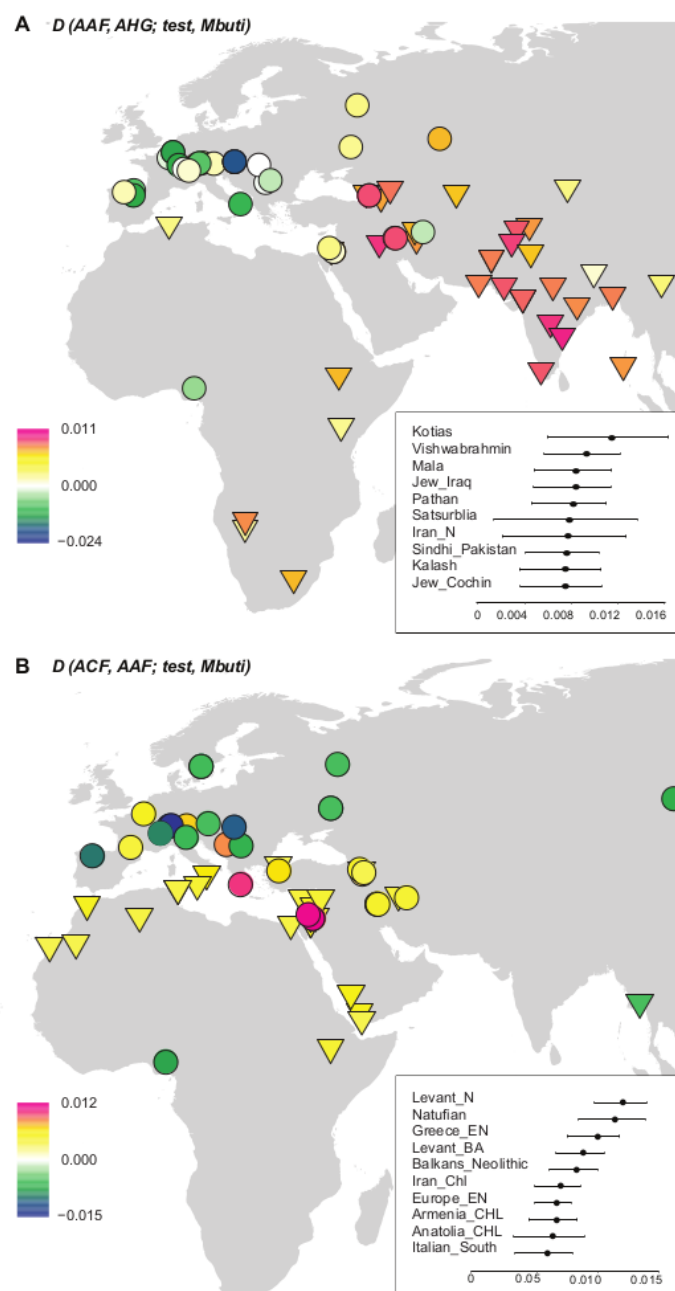 A D (AAF, AHG; test, Mbuti)
0.011
0.000
−0.024
Kotias
Vishwabrahmin
Mala
Jew_Iraq
Pathan
Satsurblia
Iran_N
Sindhi_Pakistan
Kalash
Jew_Cochin
0 0.004 0.008 0.012 0.016
B D (ACF, AAF; test, Mbuti)
0.012
0.000
−0.015
Levant_N
Natufian
Greece_EN
Levant_BA
Balkans_Neolithic
Iran_Chl
Europe_EN
Armenia_CHL
Anatolia_CHL
Italian_South
0 0.05 0.010 0.015